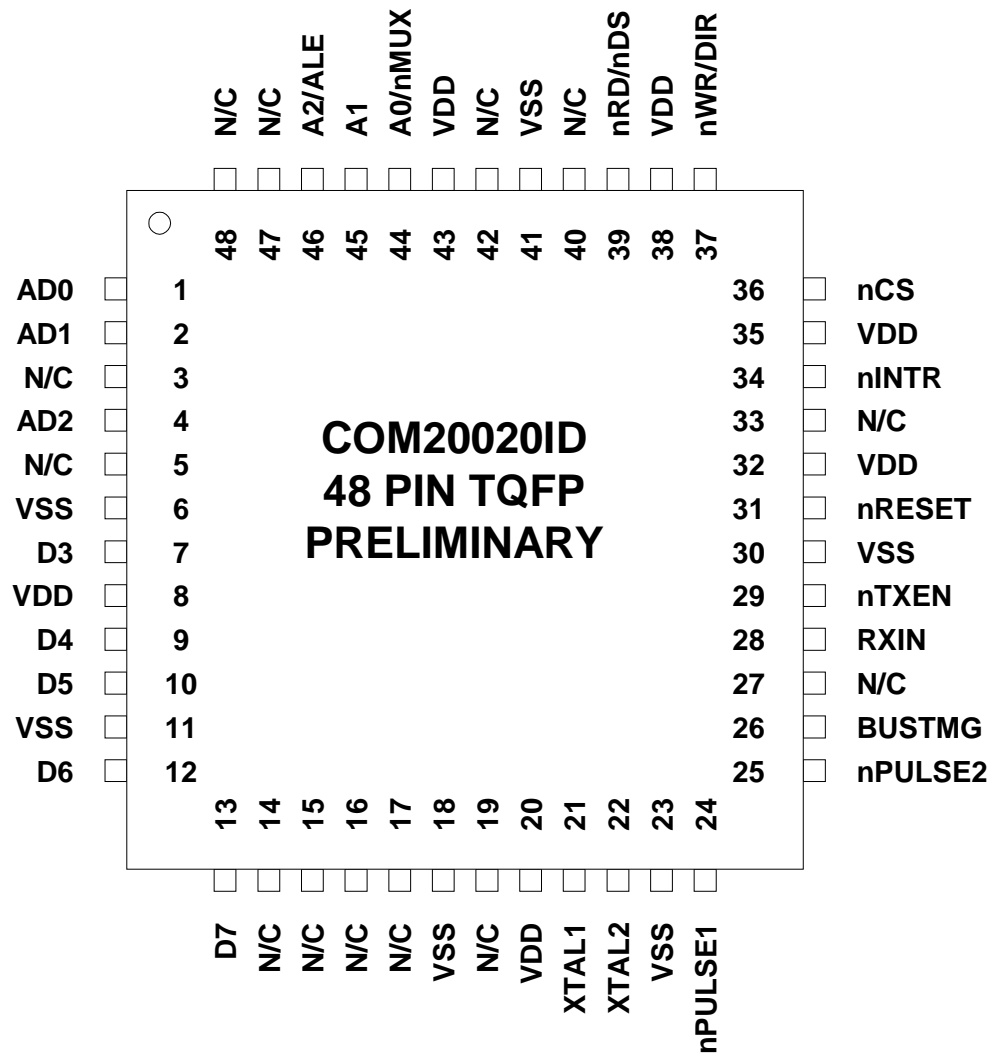 N/C
N/C
A2/ALE
A1
A0/nMUX
VDD
N/C
VSS
N/C
nRD/nDS
VDD
nWR/DIR
48
47
46
45
44
43
42
41
40
39
38
37
AD0 1
AD1 2
N/C 3
AD2 4
N/C 5
VSS 6
D3 7
VDD 8
D4 9
D5 10
VSS 11
D6 12
COM20020ID
48 PIN TQFP
PRELIMINARY
36 nCS
35 VDD
34 nINTR
33 N/C
32 VDD
31 nRESET
30 VSS
29 nTXEN
28 RXIN
27 N/C
26 BUSTMG
25 nPULSE2
13
14
15
16
17
18
19
20
21
22
23
24
D7
N/C
N/C
N/C
N/C
VSS
N/C
VDD
XTAL1
XTAL2
VSS
nPULSE1